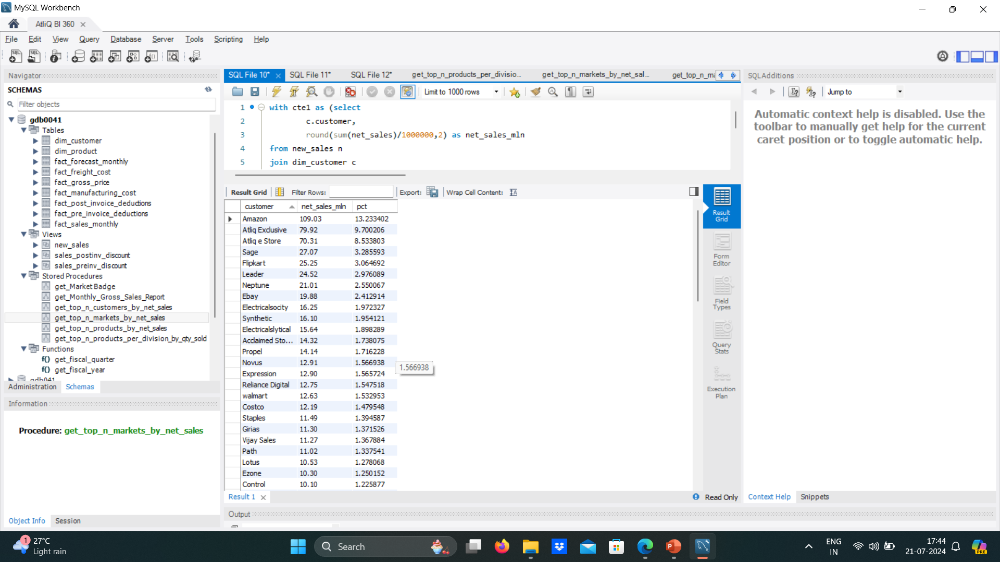 MySQL Workbench
AtliQ BI 360
File Edit View Query Database Server Tools Scripting Help
Navigator
SCHEMAS
Filter objects
gdb0041
Tables
dim_customer
dim_product
fact_forecast_monthly
fact_freight_cost
fact_gross_price
fact_manufacturing_cost
fact_post_invoice_deductions
fact_pre_invoice_deductions
fact_sales_monthly
Views
new_sales
sales_postinv_discount
sales_preinv_discount
Stored Procedures
get_Market Badge
get_Monthly_Gross_Sales_Report
get_top_n_customers_by_net_sales
get_top_n_markets_by_net_sales
get_top_n_products_by_net_sales
get_top_n_products_per_division_by_qty_sold
Functions
f() get_fiscal_quarter
f() get_fiscal_year
gdb041
Administration Schemas
Information
Procedure: get_top_n_markets_by_net_sales
Object Info Session
SQL File 10* SQL File 11* SQL File 12* get_top_n_products_per_divisio... get_top_n_markets_by_net_sal... get_top_n_ma
Limit to 1000 rows
1 with cte1 as (select
2 c.customer,
3 round(sum(net_sales)/1000000,2) as net_sales_mln
4 from new_sales n
5 join dim_customer c
Result Grid Filter Rows: Export: Wrap Cell Content:
customer net_sales_mln pct
Amazon 109.03 13.233402
Atliq Exclusive 79.92 9.700206
Atliq e Store 70.31 8.533803
Sage 27.07 3.285593
Flipkart 25.25 3.064692
Leader 24.52 2.976089
Neptune 21.01 2.550067
Ebay 19.88 2.412914
Electricalsocity 16.25 1.972327
Synthetic 16.10 1.954121
Electricalslytical 15.64 1.898289
Acclaimed Sto... 14.32 1.738075
Propel 14.14 1.716228
Novus 12.91 1.566938
1.566938
Expression 12.90 1.565724
Reliance Digital 12.75 1.547518
walmart 12.63 1.532953
Costco 12.19 1.479548
Staples 11.49 1.394587
Girias 11.30 1.371526
Vijay Sales 11.27 1.367884
Path 11.02 1.337541
Lotus 10.53 1.278068
Ezone 10.30 1.250152
Control 10.10 1.225877
Result 1
Read Only
Output
Result
Grid
Form
Editor
Field
Types
Query
Stats
Execution
Plan
SQLAdditions
Jump to
Automatic context help is disabled. Use the
toolbar to manually get help for the current
caret position or to toggle automatic help.
Context Help Snippets
1
27°C
Light rain
Search
ENG
IN
17:44
21-07-2024
PRE